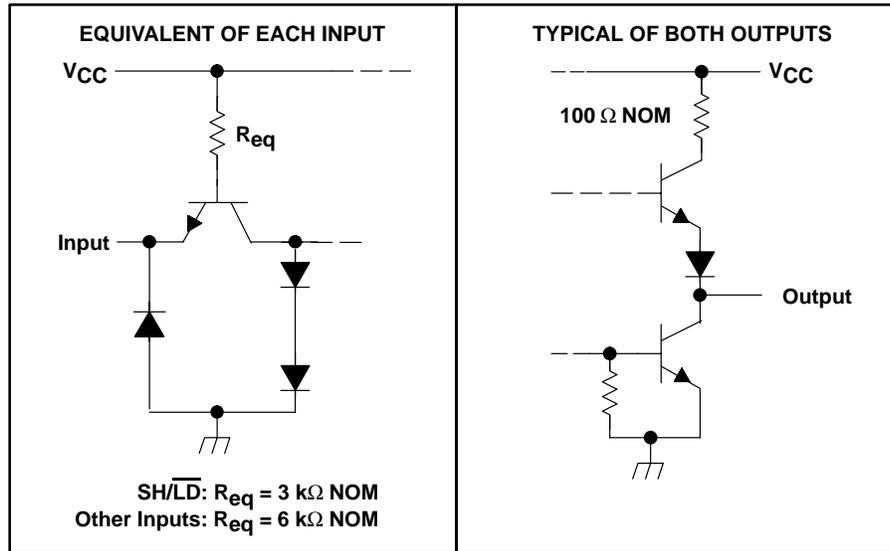 EQUIVALENT OF EACH INPUT
VCC
Req
Input
SH/L̅D̅: Req = 3 kΩ NOM
Other Inputs: Req = 6 kΩ NOM
TYPICAL OF BOTH OUTPUTS
VCC
100 Ω NOM
Output